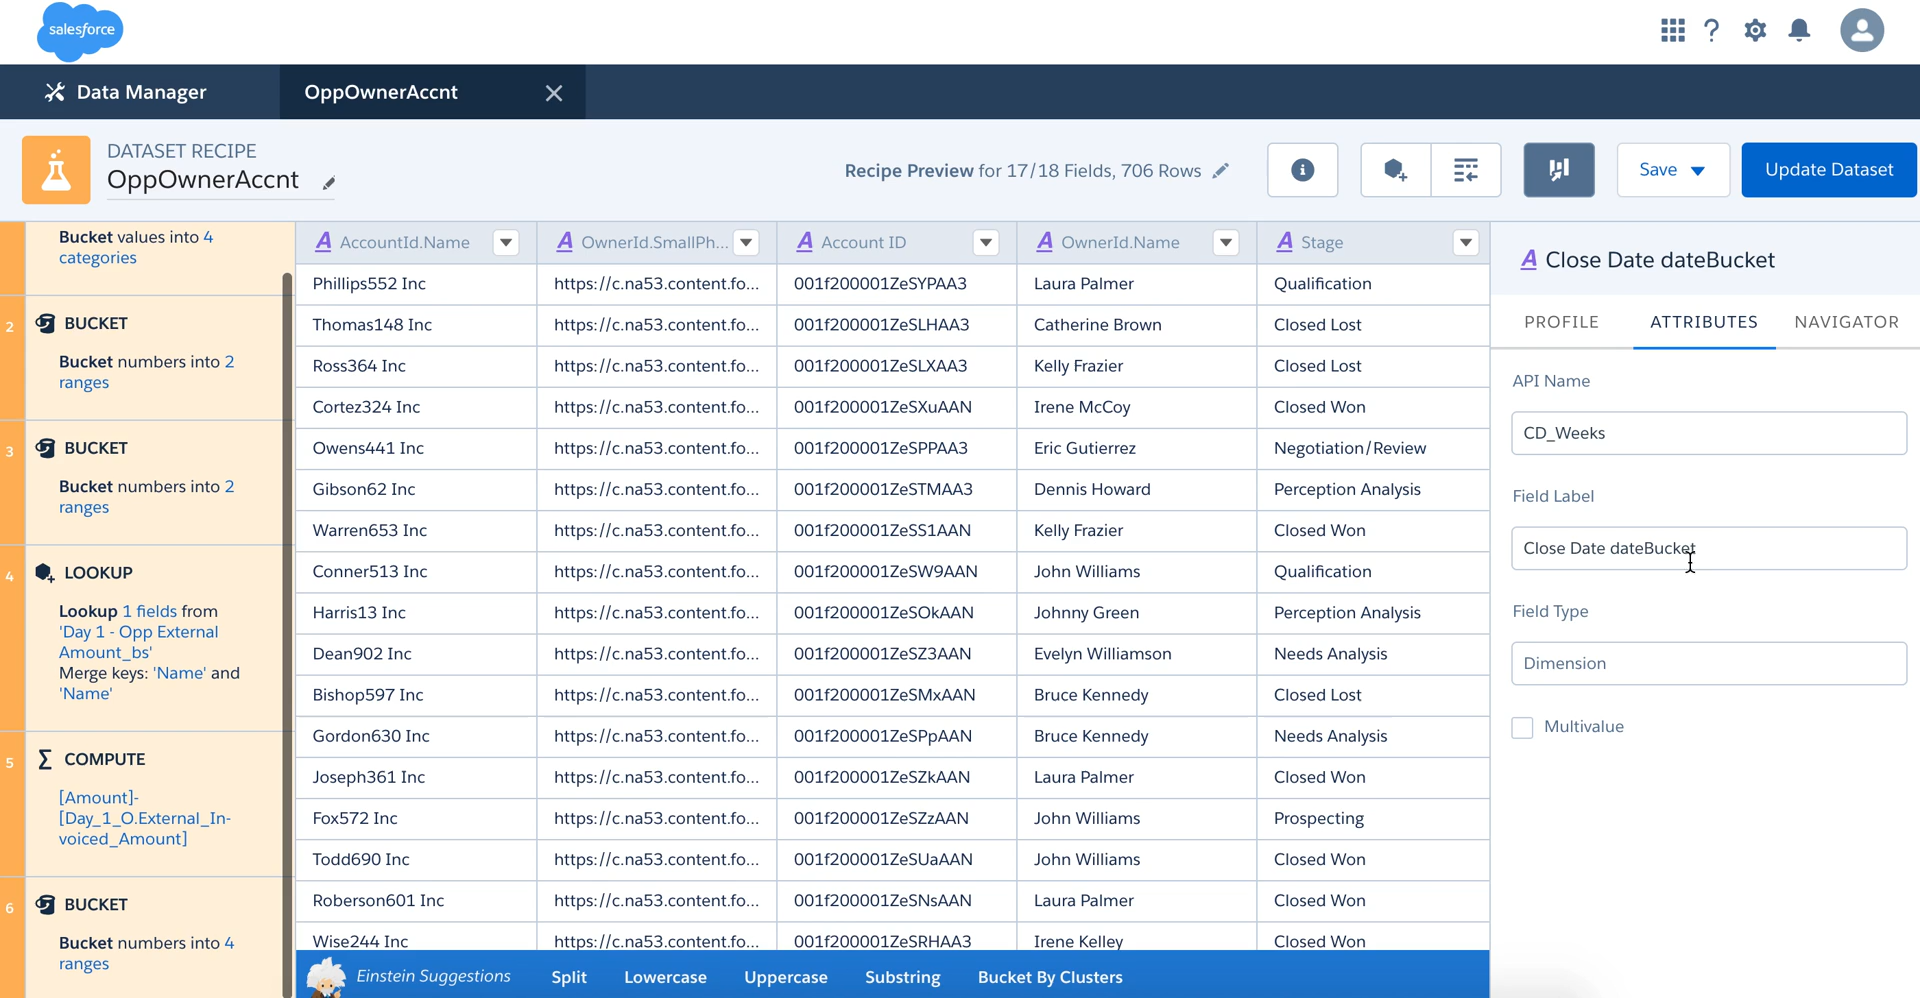 salesforce
?
Data Manager
OppOwnerAccnt
DATASET RECIPE
OppOwnerAccnt
Recipe Preview for 17/18 Fields, 706 Rows
Save
Update Dataset
Bucket values into 4
categories
2
BUCKET
Bucket numbers into 2
ranges
3
BUCKET
Bucket numbers into 2
ranges
4
LOOKUP
Lookup 1 fields from
'Day 1 - Opp External
Amount_bs'
Merge keys: 'Name' and
'Name'
5
COMPUTE
[Amount]-
[Day_1_O.External_In-
voiced_Amount]
6
BUCKET
Bucket numbers into 4
ranges
A AccountId.Name A OwnerId.SmallPh... A Account ID A OwnerId.Name A Stage
Phillips552 Inc https://c.na53.content.fo... 001f200001ZeSYPAA3 Laura Palmer Qualification
Thomas148 Inc https://c.na53.content.fo... 001f200001ZeSLHAA3 Catherine Brown Closed Lost
Ross364 Inc https://c.na53.content.fo... 001f200001ZeSLXAA3 Kelly Frazier Closed Lost
Cortez324 Inc https://c.na53.content.fo... 001f200001ZeSXuAAN Irene McCoy Closed Won
Owens441 Inc https://c.na53.content.fo... 001f200001ZeSPPAA3 Eric Gutierrez Negotiation/Review
Gibson62 Inc https://c.na53.content.fo... 001f200001ZeSTMAA3 Dennis Howard Perception Analysis
Warren653 Inc https://c.na53.content.fo... 001f200001ZeSS1AAN Kelly Frazier Closed Won
Conner513 Inc https://c.na53.content.fo... 001f200001ZeSW9AAN John Williams Qualification
Harris13 Inc https://c.na53.content.fo... 001f200001ZeSOkAAN Johnny Green Perception Analysis
Dean902 Inc https://c.na53.content.fo... 001f200001ZeSZ3AAN Evelyn Williamson Needs Analysis
Bishop597 Inc https://c.na53.content.fo... 001f200001ZeSMxAAN Bruce Kennedy Closed Lost
Gordon630 Inc https://c.na53.content.fo... 001f200001ZeSPpAAN Bruce Kennedy Needs Analysis
Joseph361 Inc https://c.na53.content.fo... 001f200001ZeSZkAAN Laura Palmer Closed Won
Fox572 Inc https://c.na53.content.fo... 001f200001ZeSZzAAN John Williams Prospecting
Todd690 Inc https://c.na53.content.fo... 001f200001ZeSUaAAN John Williams Closed Won
Roberson601 Inc https://c.na53.content.fo... 001f200001ZeSNsAAN Laura Palmer Closed Won
Wise244 Inc https://c.na53.content.fo... 001f200001ZeSRHAA3 Irene Kelley Closed Won
Einstein Suggestions Split Lowercase Uppercase Substring Bucket By Clusters
A Close Date dateBucket
PROFILE ATTRIBUTES NAVIGATOR
API Name
CD_Weeks
Field Label
Close Date dateBucket
Field Type
Dimension
Multivalue